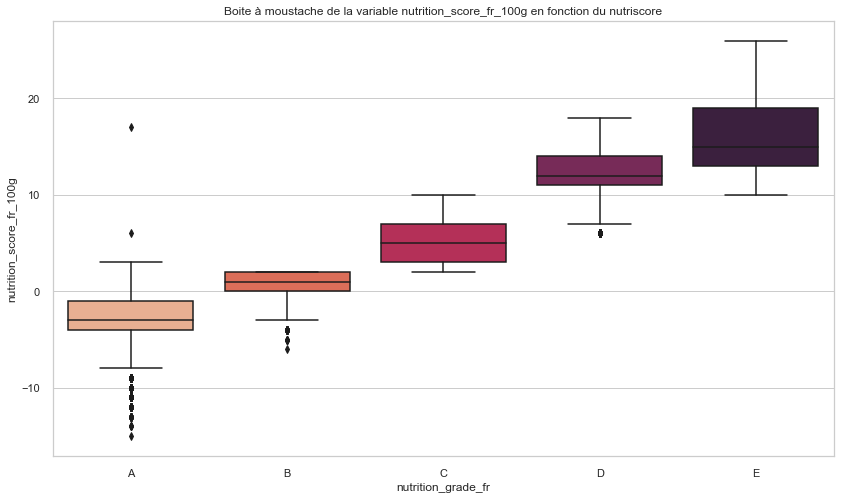 Boite à moustache de la variable nutrition_score_fr_100g en fonction du nutriscore
nutrition_score_fr_100g
20
10
0
−10
A B C D E
nutrition_grade_fr